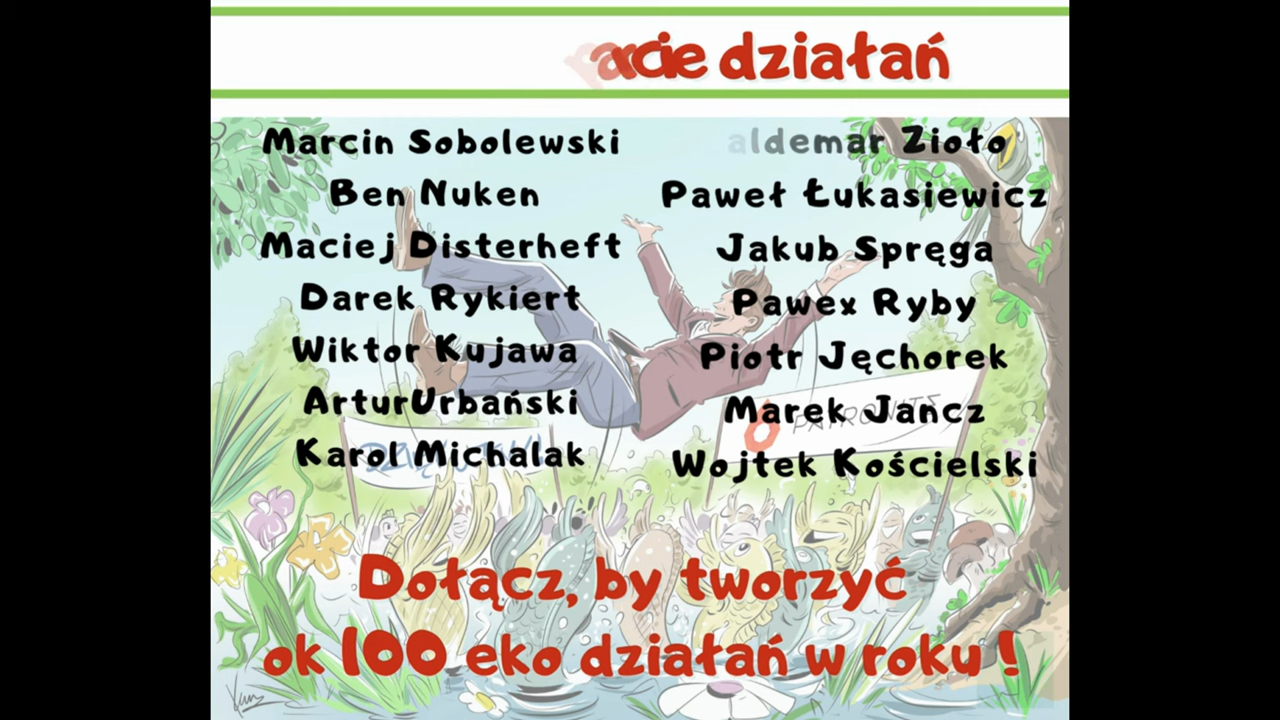 działań
Marcin Sobolewski
Ben Nuken
Maciej Disterheft
Darek Rykiert
Wiktor Kujawa
ArturUrbański
Karol Michalak
aldemar Zioło
Paweł Łukasiewicz
Jakub Spręga
Pawex Ryby
Piotr Jęchorek
Marek Jancz
Wojtek Kościelski
PATRONITE
Dołącz, by tworzyć
ok 100 eko działań w roku !